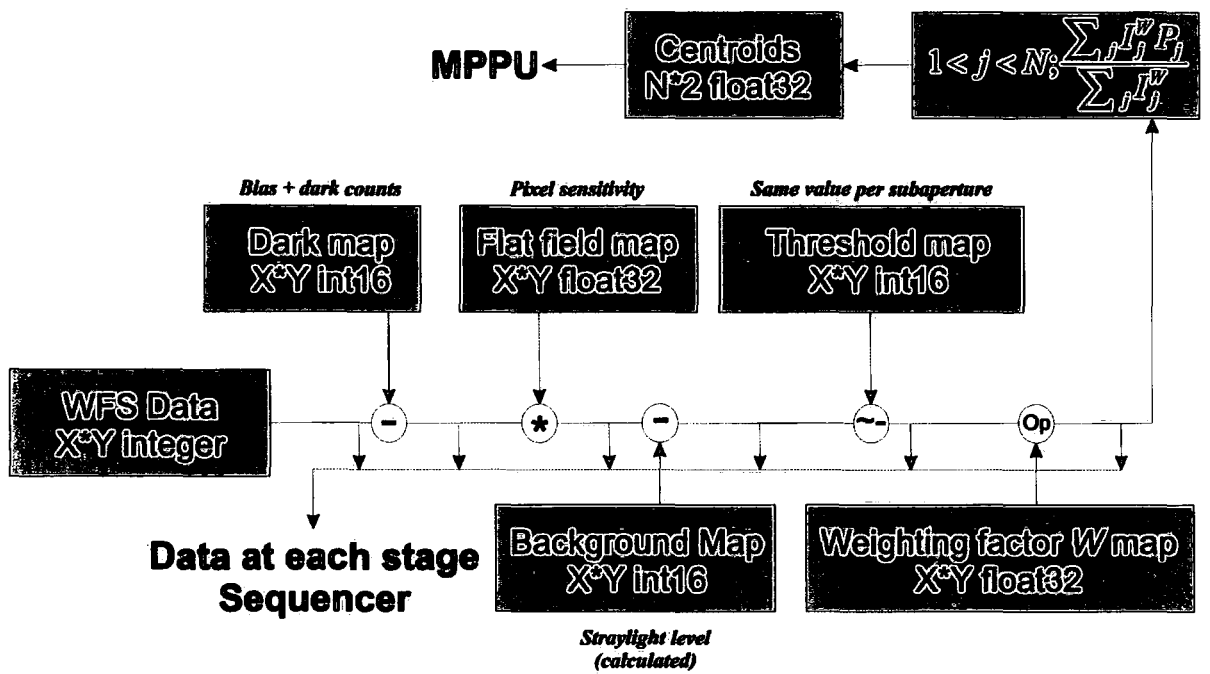 MPPU
Centroids
N*2 float32
1 < j < N; ∑ j I_j^W P_j / ∑ j I_j^W
Bias + dark counts
Pixel sensitivity
Same value per subaperture
Dark map
X*Y int16
Flat field map
X*Y float32
Threshold map
X*Y int16
WFS Data
X*Y integer
-
*
-
~-
Op
Data at each stage
Sequencer
Background Map
X*Y int16
Weighting factor W map
X*Y float32
Straylight level
(calculated)